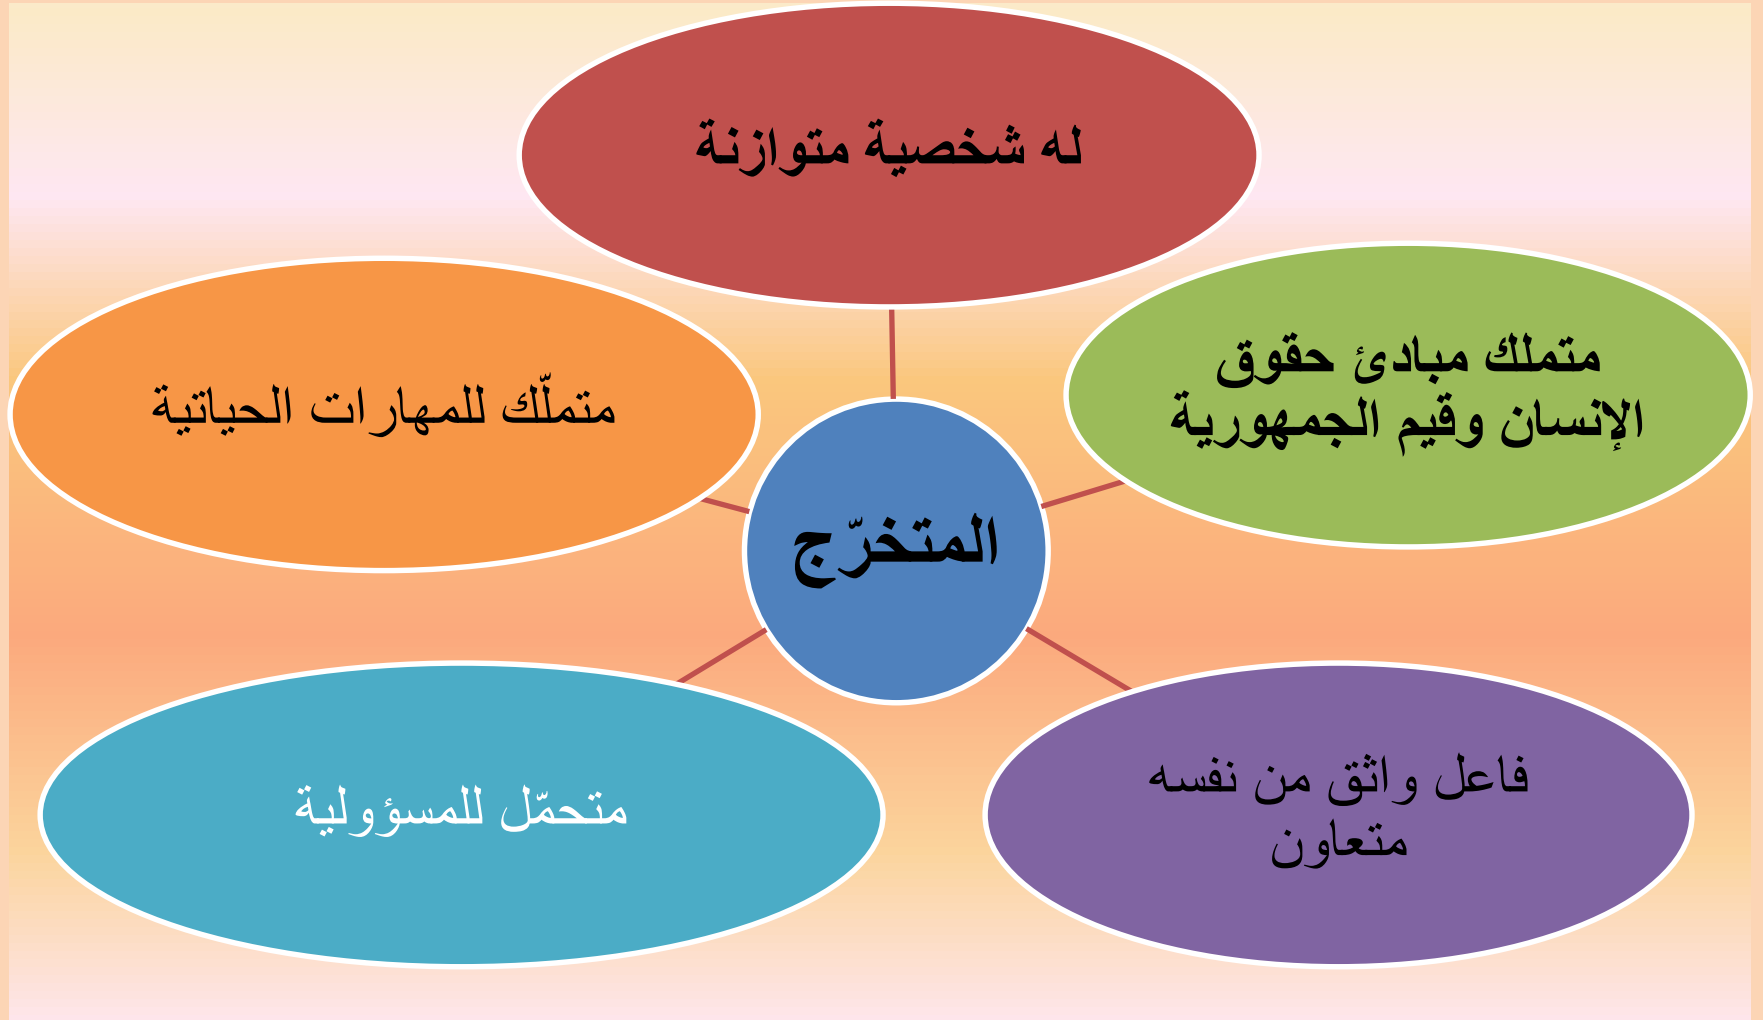 له شخصية متوازنة
متملك مبادئ حقوق
الإنسان وقيم الجمهورية
متملّك للمهارات الحياتية
المتخرّج
فاعل واثق من نفسه
متعاون
متحمّل للمسؤولية